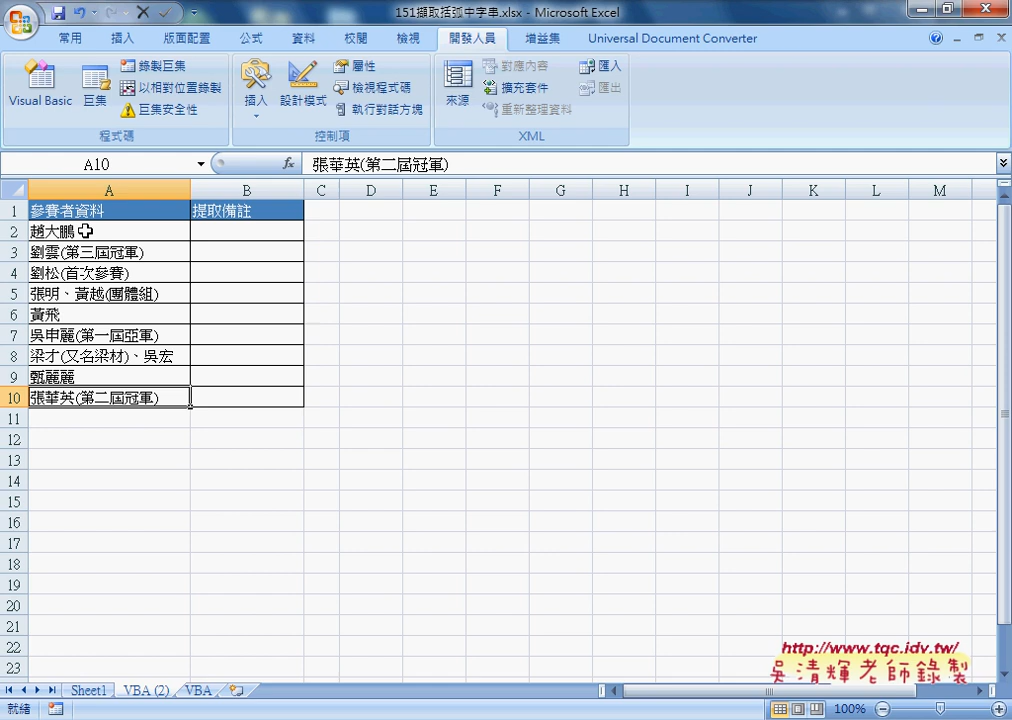 151擷取括弧中字串.xlsx - Microsoft Excel
常用 插入 版面配置 公式 資料 校閱 檢視 開發人員 增益集 Universal Document Converter
Visual Basic 巨集 錄製巨集 以相對位置錄製 巨集安全性 程式碼
插入 設計模式 屬性 檢視程式碼 執行對話方塊 控制項
來源 對應內容 擴充套件 重新整理資料 匯入 匯出 XML
A10 fx 張華英(第二屆冠軍)
A B C D E F G H I J K L M
1 參賽者資料 提取備註
2 趙大鵬
3 劉雲(第三屆冠軍)
4 劉松(首次參賽)
5 張明、黃越(團體組)
6 黃飛
7 吳申麗(第一屆亞軍)
8 梁才(又名梁材)、吳宏
9 甄麗麗
10 張華英(第二屆冠軍)
11
12
13
14
15
16
17
18
19
20
21
22
23
http://www.tqc.idv.tw/
吳清輝老師錄製
Sheet1 VBA (2) VBA
就緒 100%